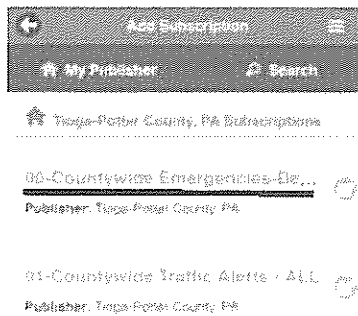 Add Subscription
My Publisher Search
Tioga-Potter County, PA Subscriptions
00-Countywide Emergencies-Ele...
Publisher: Tioga-Potter County, PA
01-Countywide Traffic Alerts - ALL
Publisher: Tioga-Potter County, PA